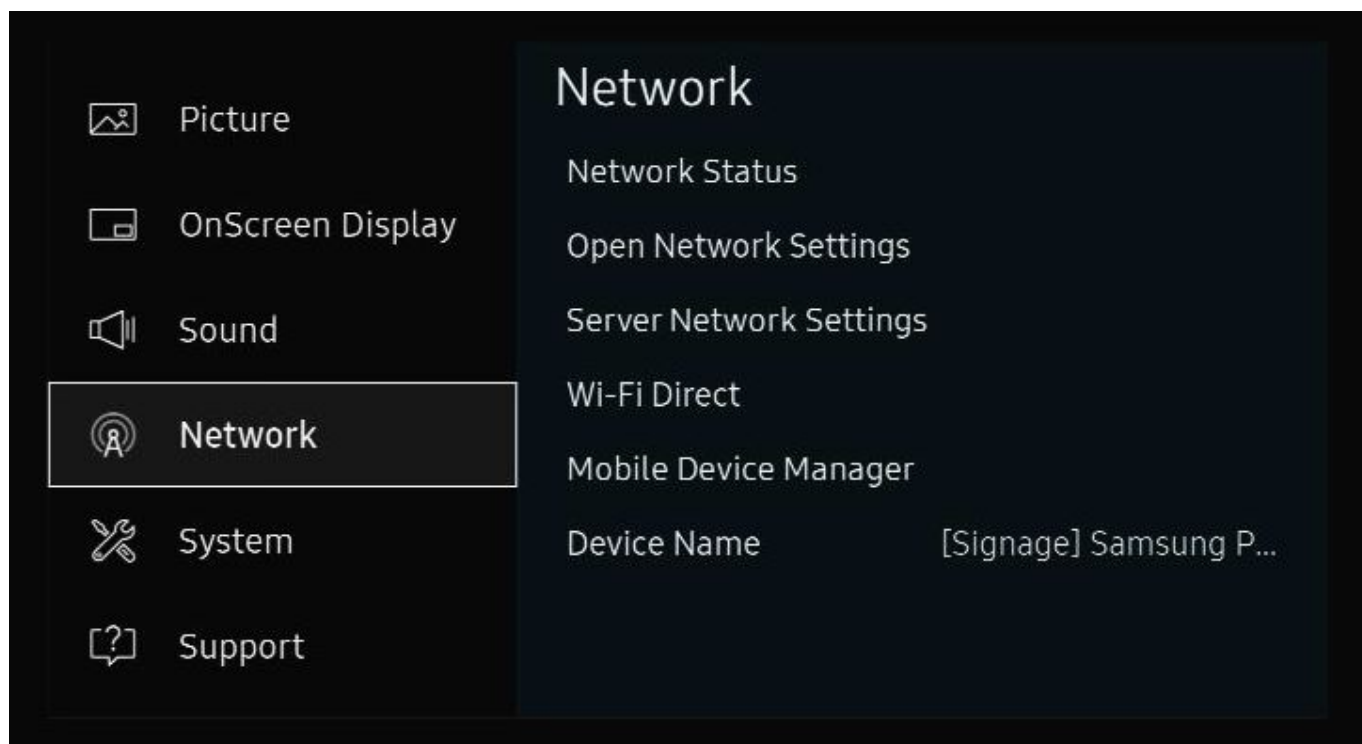 Picture
OnScreen Display
Sound
Network
System
Support
Network
Network Status
Open Network Settings
Server Network Settings
Wi-Fi Direct
Mobile Device Manager
Device Name [Signage] Samsung P...